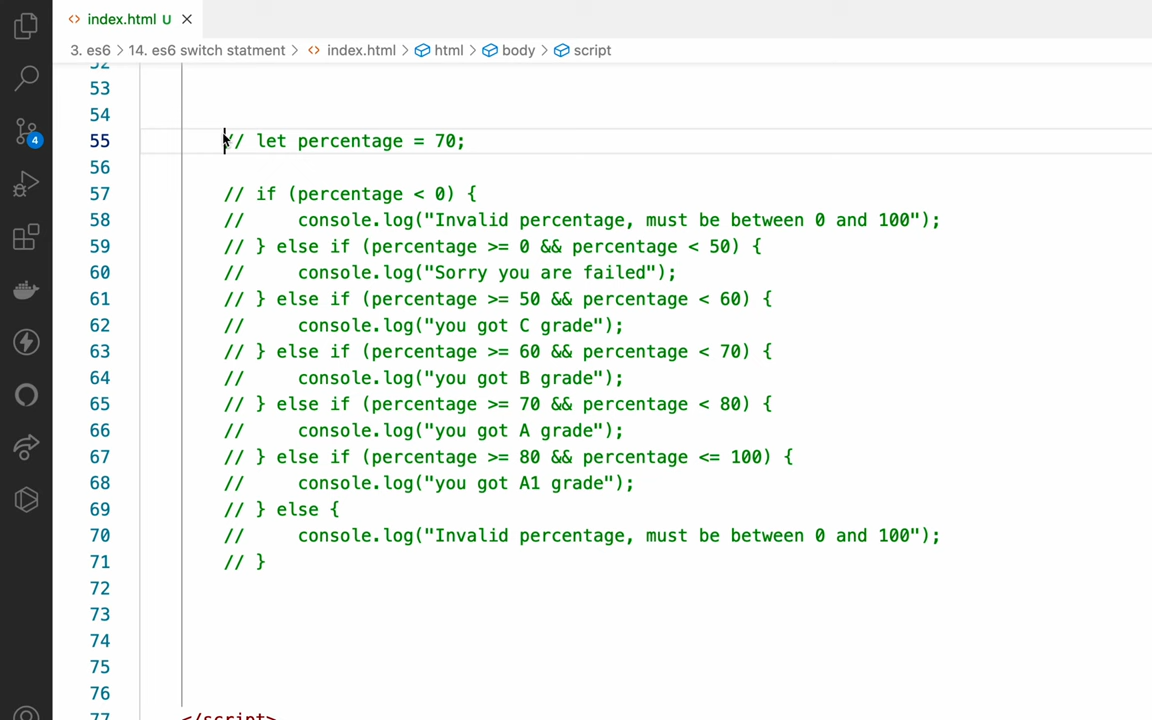 index.html U
3. es6 > 14. es6 switch statment > index.html > html > body > script
52
53
54
55 // let percentage = 70;
56
57 // if (percentage < 0) {
58 //     console.log("Invalid percentage, must be between 0 and 100");
59 // } else if (percentage >= 0 && percentage < 50) {
60 //     console.log("Sorry you are failed");
61 // } else if (percentage >= 50 && percentage < 60) {
62 //     console.log("you got C grade");
63 // } else if (percentage >= 60 && percentage < 70) {
64 //     console.log("you got B grade");
65 // } else if (percentage >= 70 && percentage < 80) {
66 //     console.log("you got A grade");
67 // } else if (percentage >= 80 && percentage <= 100) {
68 //     console.log("you got A1 grade");
69 // } else {
70 //     console.log("Invalid percentage, must be between 0 and 100");
71 // }
72
73
74
75
76
77 </script>
4